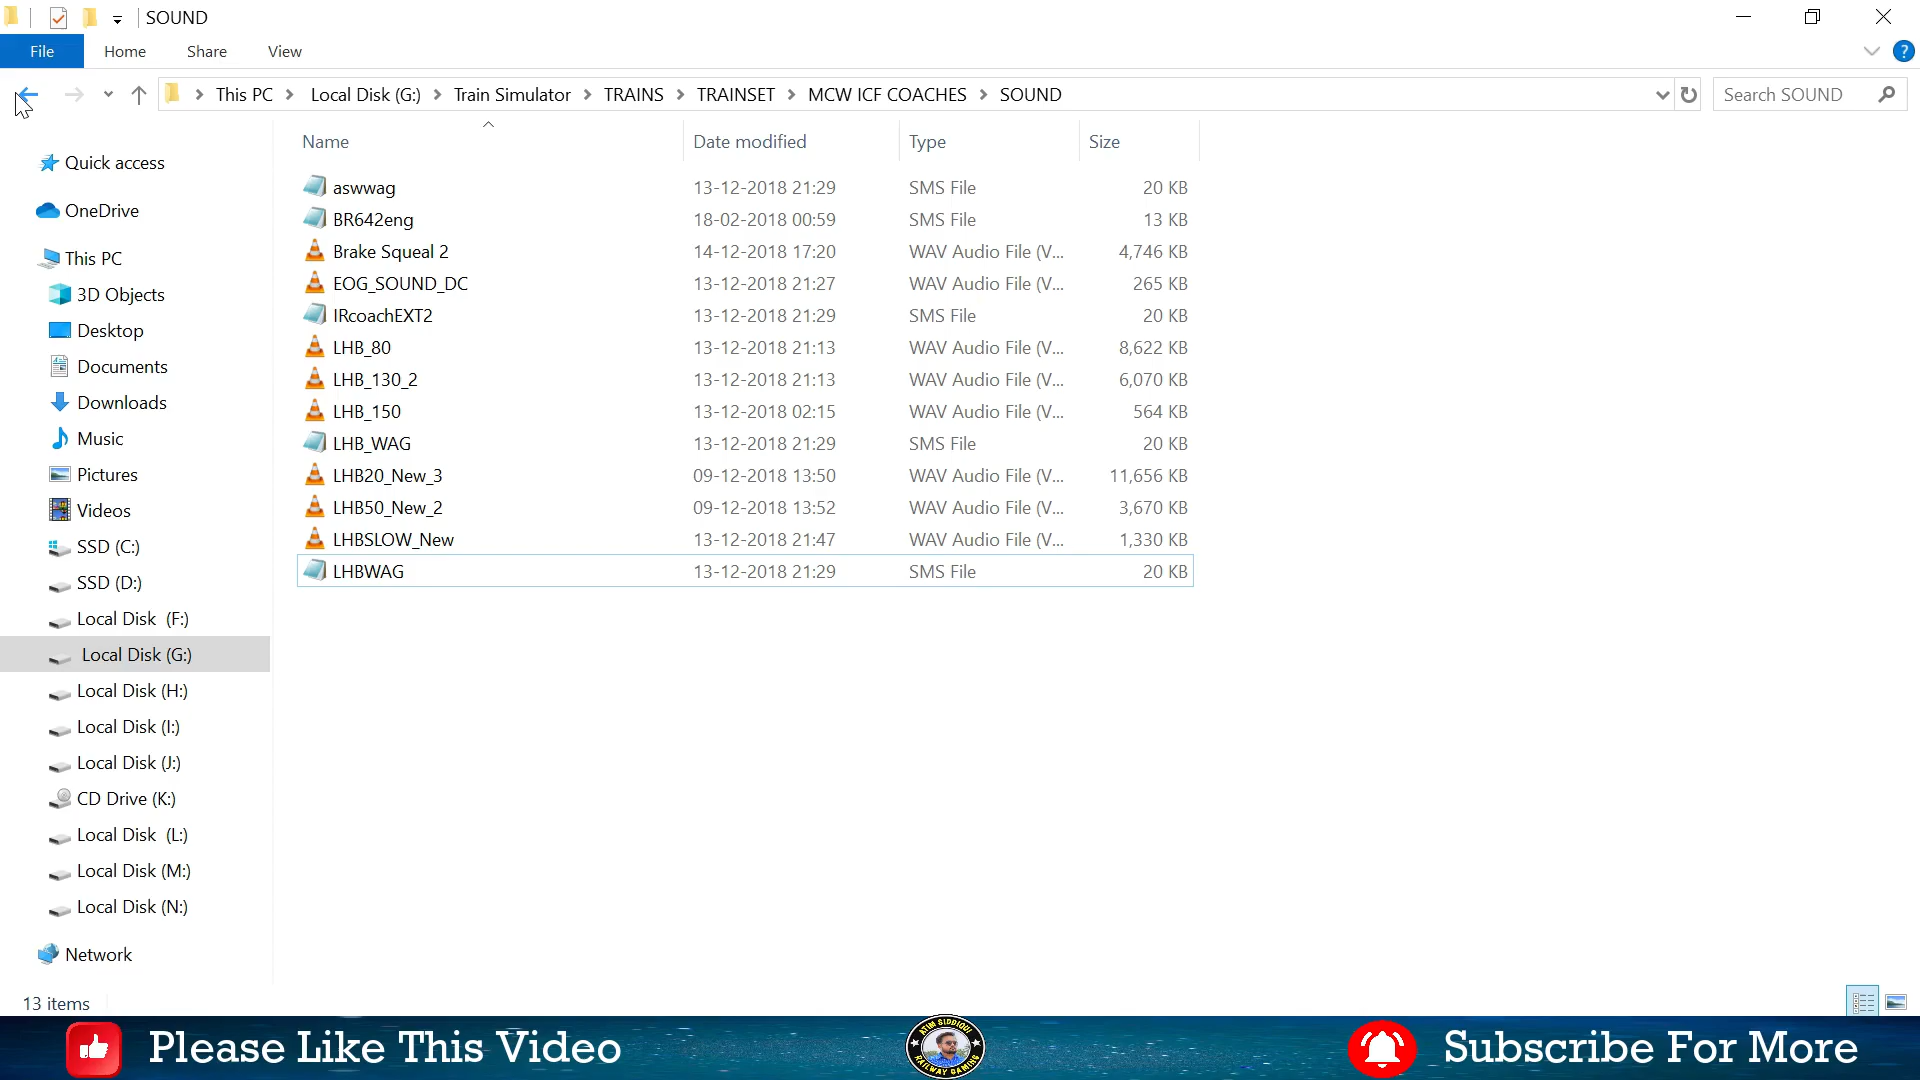 SOUND
File Home Share View ?
This PC Local Disk (G:) Train Simulator TRAINS TRAINSET MCW ICF COACHES SOUND Search SOUND
Name Date modified Type Size
Quick access
OneDrive
This PC
3D Objects
Desktop
Documents
Downloads
Music
Pictures
Videos
SSD (C:)
SSD (D:)
Local Disk (F:)
Local Disk (G:)
Local Disk (H:)
Local Disk (I:)
Local Disk (J:)
CD Drive (K:)
Local Disk (L:)
Local Disk (M:)
Local Disk (N:)
Network
aswwag 13-12-2018 21:29 SMS File 20 KB
BR642eng 18-02-2018 00:59 SMS File 13 KB
Brake Squeal 2 14-12-2018 17:20 WAV Audio File (V... 4,746 KB
EOG_SOUND_DC 13-12-2018 21:27 WAV Audio File (V... 265 KB
IRcoachEXT2 13-12-2018 21:29 SMS File 20 KB
LHB_80 13-12-2018 21:13 WAV Audio File (V... 8,622 KB
LHB_130_2 13-12-2018 21:13 WAV Audio File (V... 6,070 KB
LHB_150 13-12-2018 02:15 WAV Audio File (V... 564 KB
LHB_WAG 13-12-2018 21:29 SMS File 20 KB
LHB20_New_3 09-12-2018 13:50 WAV Audio File (V... 11,656 KB
LHB50_New_2 09-12-2018 13:52 WAV Audio File (V... 3,670 KB
LHBSLOW_New 13-12-2018 21:47 WAV Audio File (V... 1,330 KB
LHBWAG 13-12-2018 21:29 SMS File 20 KB
13 items
Please Like This Video
ATIM SIDDIQUI
RAILWAY GAMING
Subscribe For More